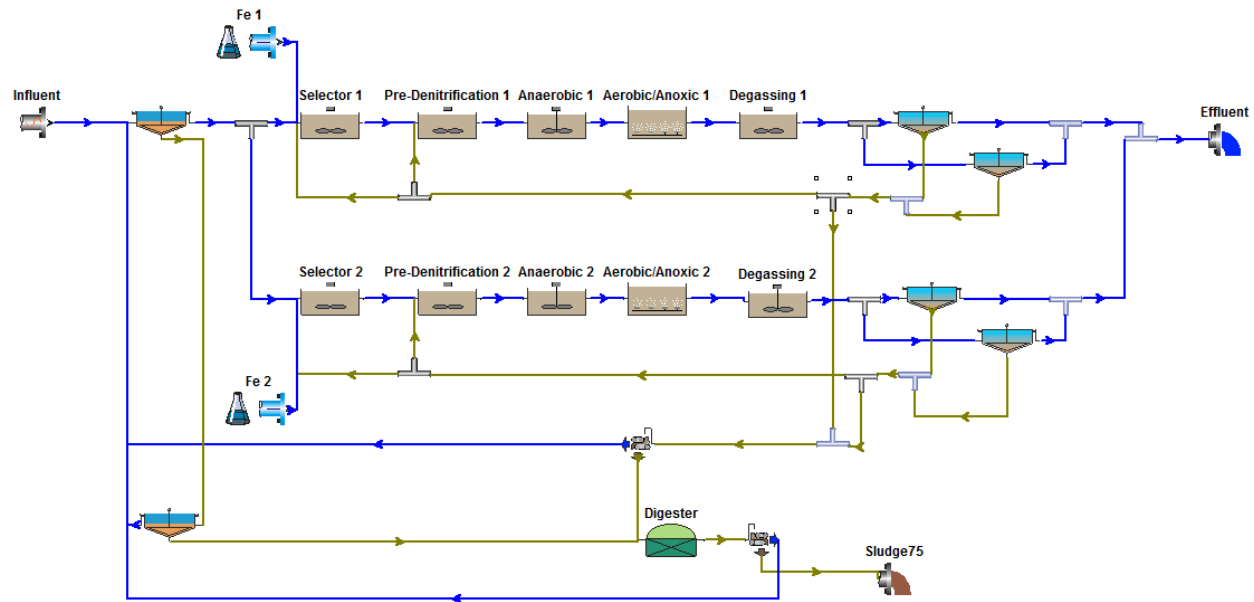 Fe 1
Influent
Selector 1
Pre-Denitrification 1
Anaerobic 1
Aerobic/Anoxic 1
Degassing 1
Effluent
Selector 2
Pre-Denitrification 2
Anaerobic 2
Aerobic/Anoxic 2
Degassing 2
Fe 2
Digester
Sludge75